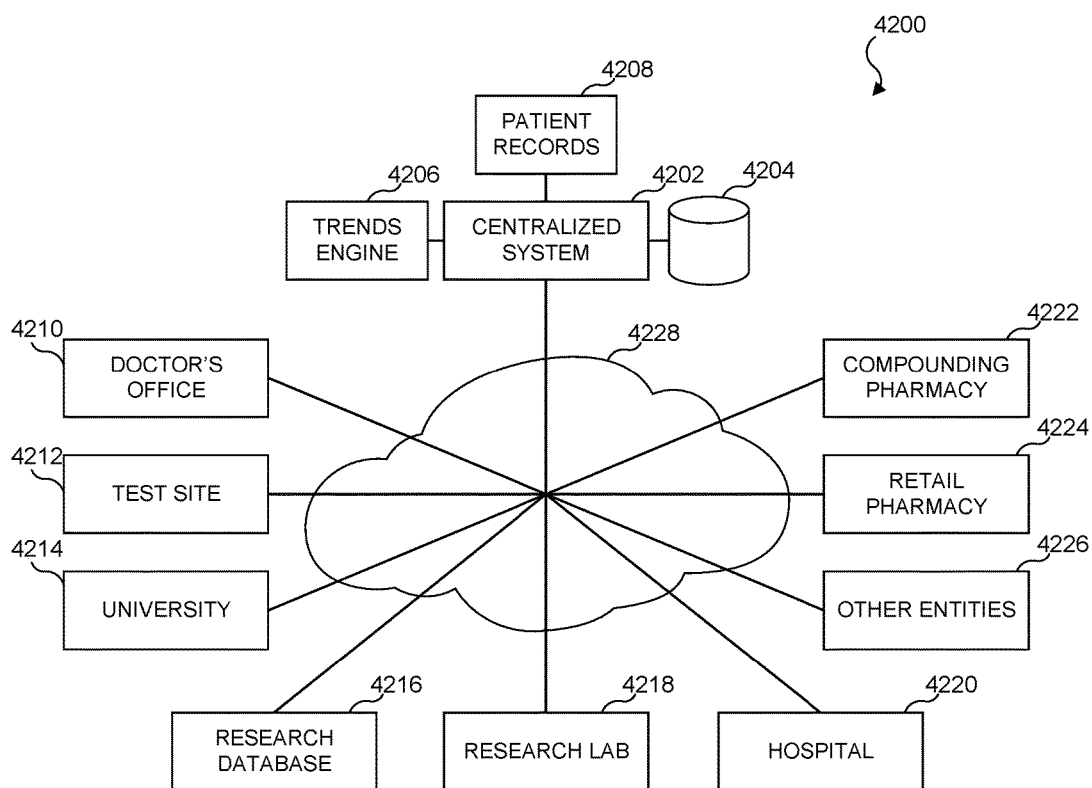 4200
4208
PATIENT
RECORDS
4206
4202
4204
TRENDS
ENGINE
CENTRALIZED
SYSTEM
4210
4228
4222
DOCTOR'S
OFFICE
COMPOUNDING
PHARMACY
4212
4224
TEST SITE
RETAIL
PHARMACY
4214
4226
UNIVERSITY
OTHER ENTITIES
4216
4218
4220
RESEARCH
DATABASE
RESEARCH LAB
HOSPITAL